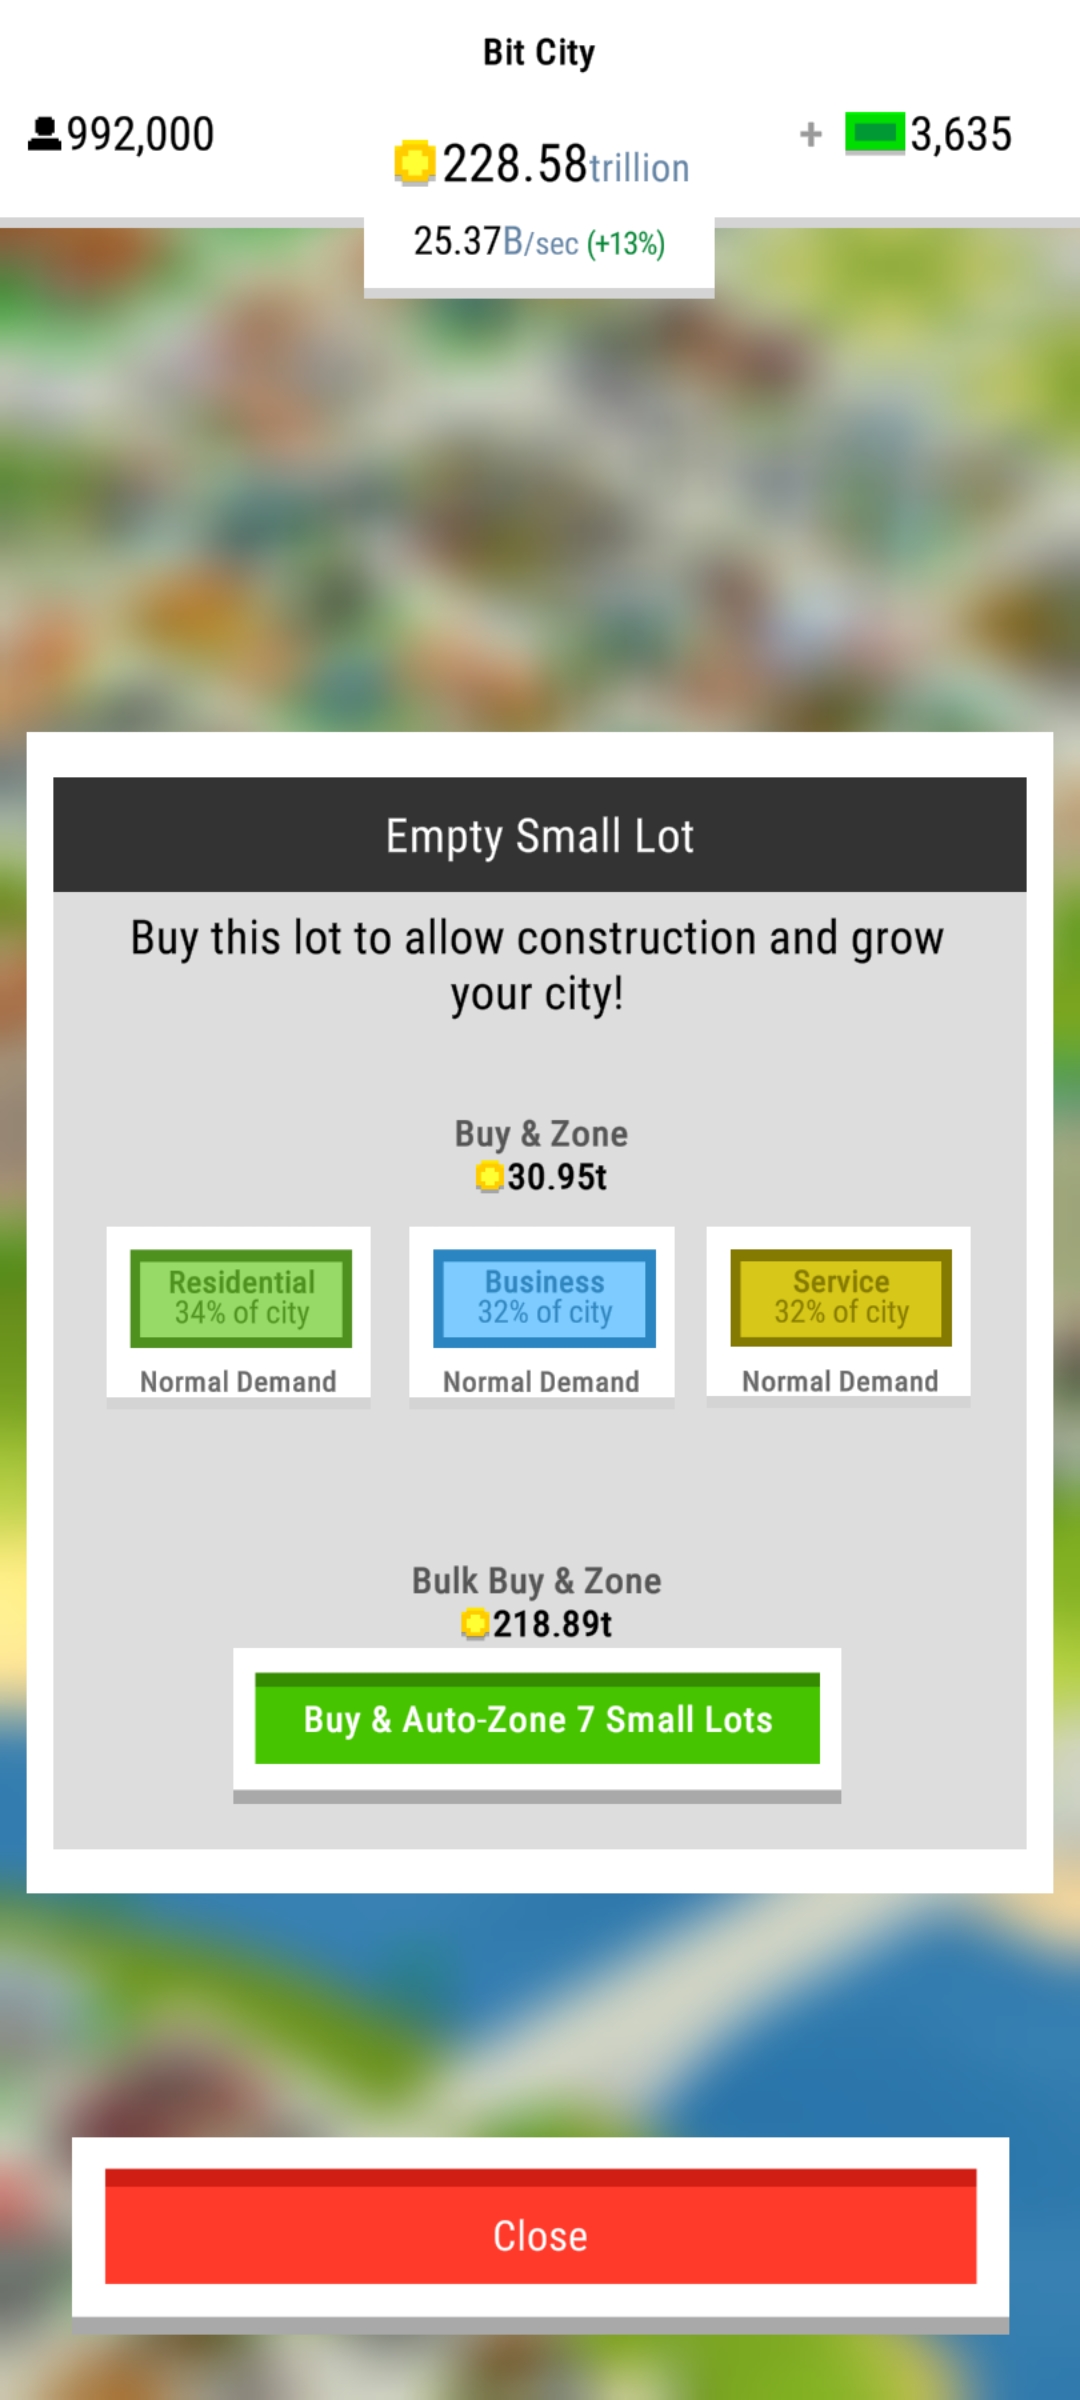 Bit City
992,000
228.58trillion
+ 3,635
25.37B/sec (+13%)
Empty Small Lot
Buy this lot to allow construction and grow
your city!
Buy & Zone
30.95t
Residential
34% of city
Normal Demand
Business
32% of city
Normal Demand
Service
32% of city
Normal Demand
Bulk Buy & Zone
218.89t
Buy & Auto-Zone 7 Small Lots
Close